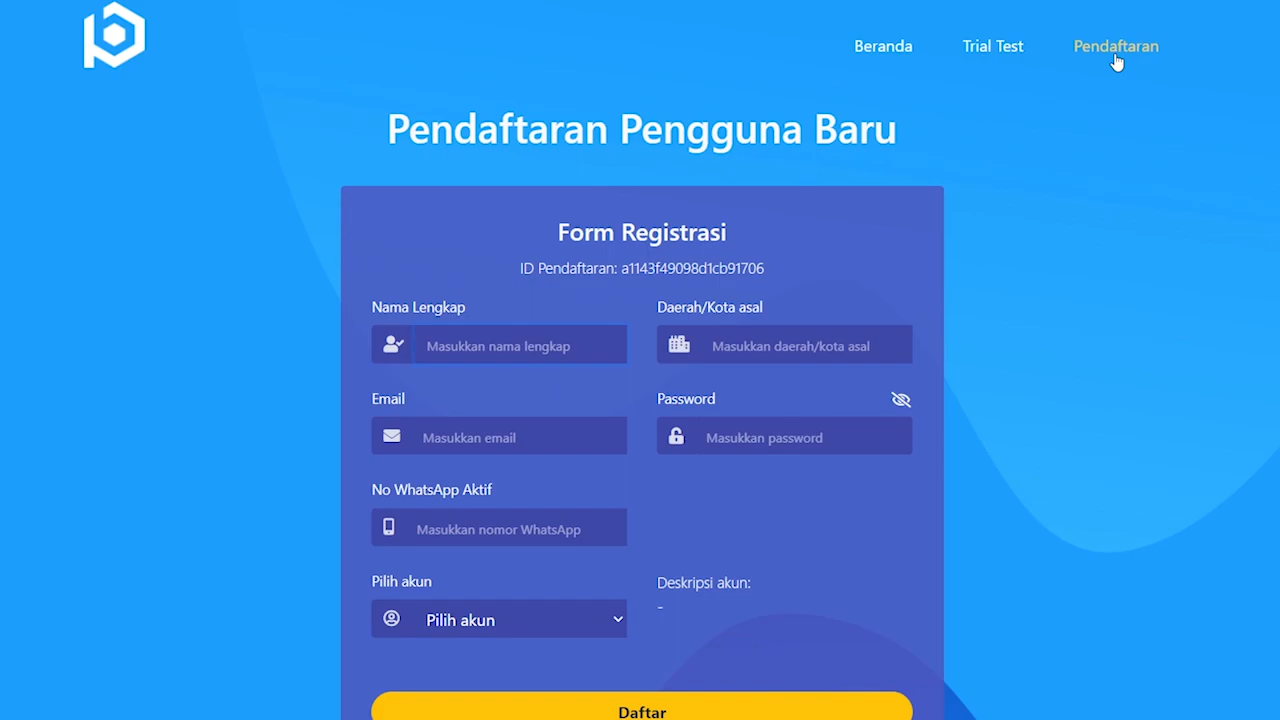 Beranda Trial Test Pendaftaran
Pendaftaran Pengguna Baru
Form Registrasi
ID Pendaftaran: a1143f49098d1cb91706
Nama Lengkap Daerah/Kota asal
Masukkan nama lengkap Masukkan daerah/kota asal
Email Password
Masukkan email Masukkan password
No WhatsApp Aktif
Masukkan nomor WhatsApp
Pilih akun Deskripsi akun:
Pilih akun -
Daftar